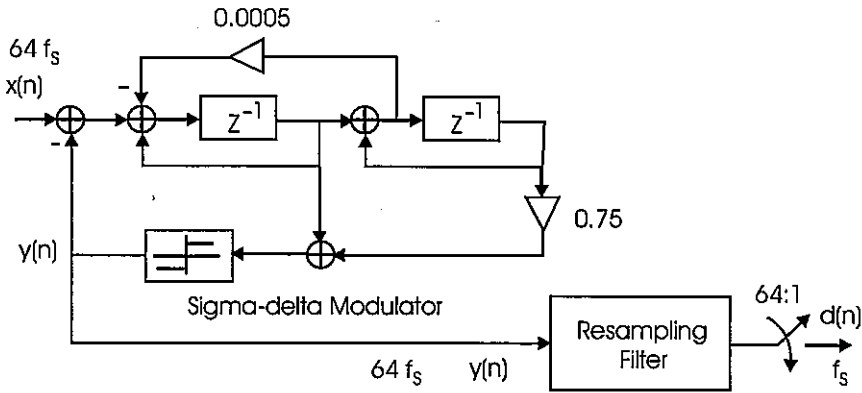 0.0005
64 fs
x(n)
-
-
z-1
z-1
0.75
y(n)
Sigma-delta Modulator
64:1
d(n)
Resampling
Filter
64 fs
y(n)
fs